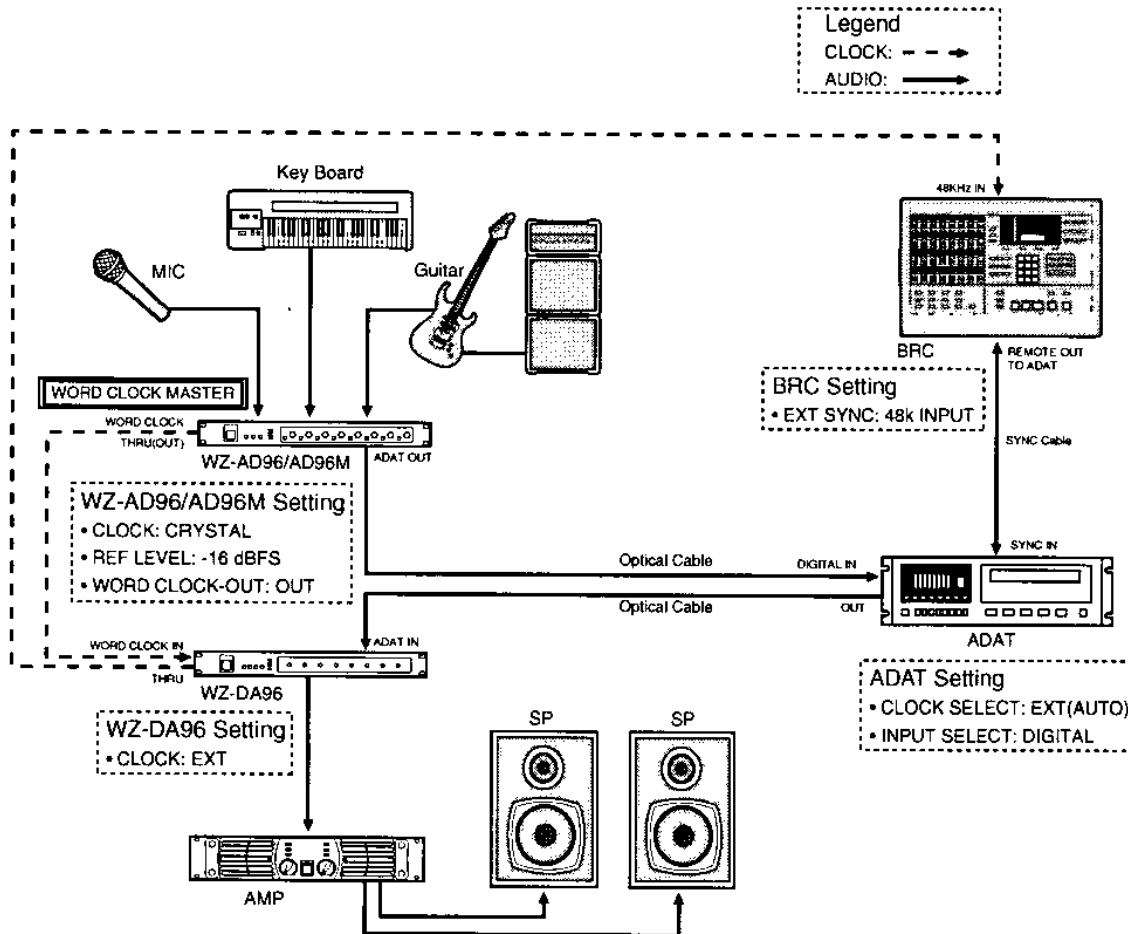 Legend
CLOCK:
AUDIO:
Key Board
48KHz IN
MIC
Guitar
BRC
REMOTE OUT
TO ADAT
WORD CLOCK MASTER
BRC Setting
• EXT SYNC: 48k INPUT
WORD CLOCK
THRU(OUT)
ADAT OUT
WZ-AD96/AD96M
SYNC Cable
WZ-AD96/AD96M Setting
• CLOCK: CRYSTAL
• REF LEVEL: -16 dBFS
• WORD CLOCK-OUT: OUT
SYNC IN
Optical Cable
DIGITAL IN
Optical Cable
OUT
ADAT
WORD CLOCK IN
ADAT IN
THRU
WZ-DA96
ADAT Setting
• CLOCK SELECT: EXT(AUTO)
• INPUT SELECT: DIGITAL
WZ-DA96 Setting
• CLOCK: EXT
SP
SP
AMP